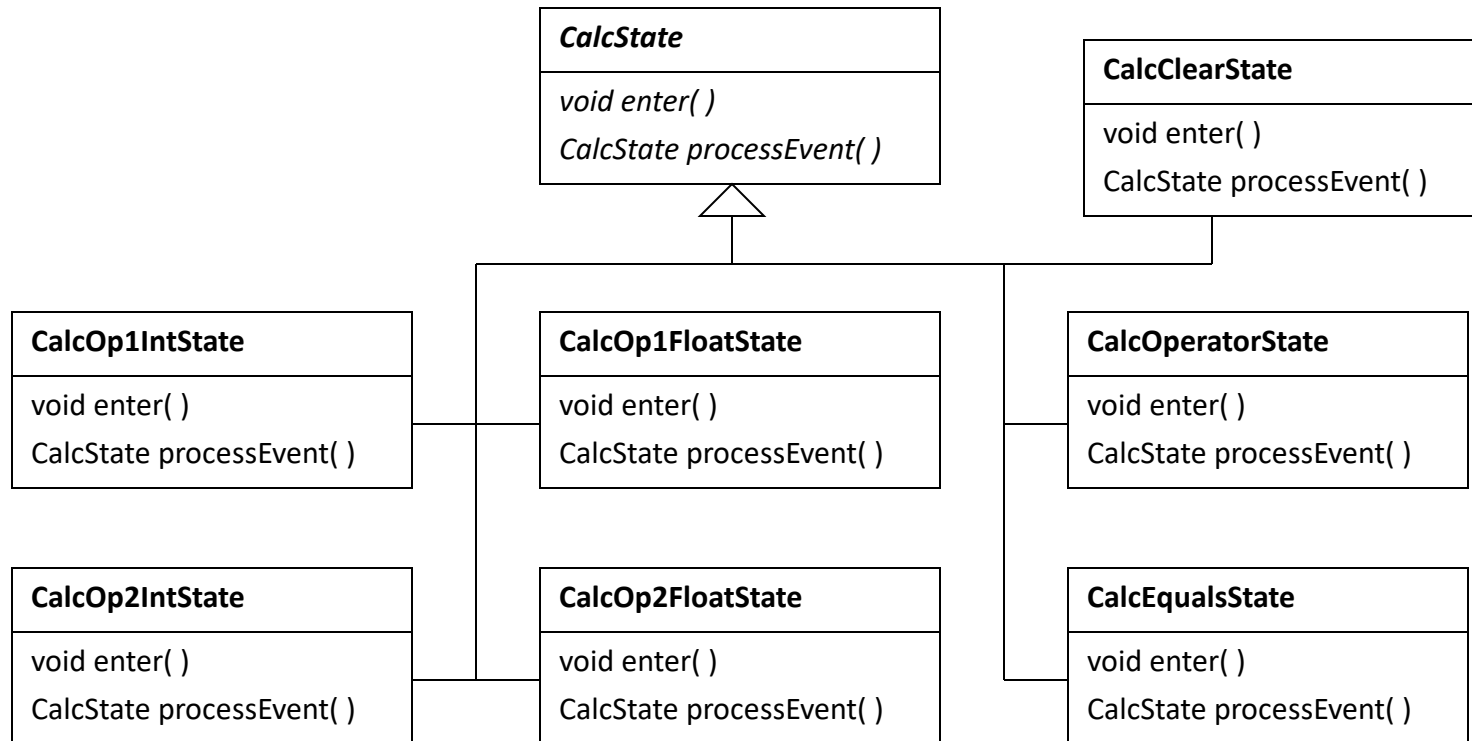 CalcState
void enter( )
CalcState processEvent( )
CalcClearState
void enter( )
CalcState processEvent( )
CalcOp1IntState
void enter( )
CalcState processEvent( )
CalcOp1FloatState
void enter( )
CalcState processEvent( )
CalcOperatorState
void enter( )
CalcState processEvent( )
CalcOp2IntState
void enter( )
CalcState processEvent( )
CalcOp2FloatState
void enter( )
CalcState processEvent( )
CalcEqualsState
void enter( )
CalcState processEvent( )